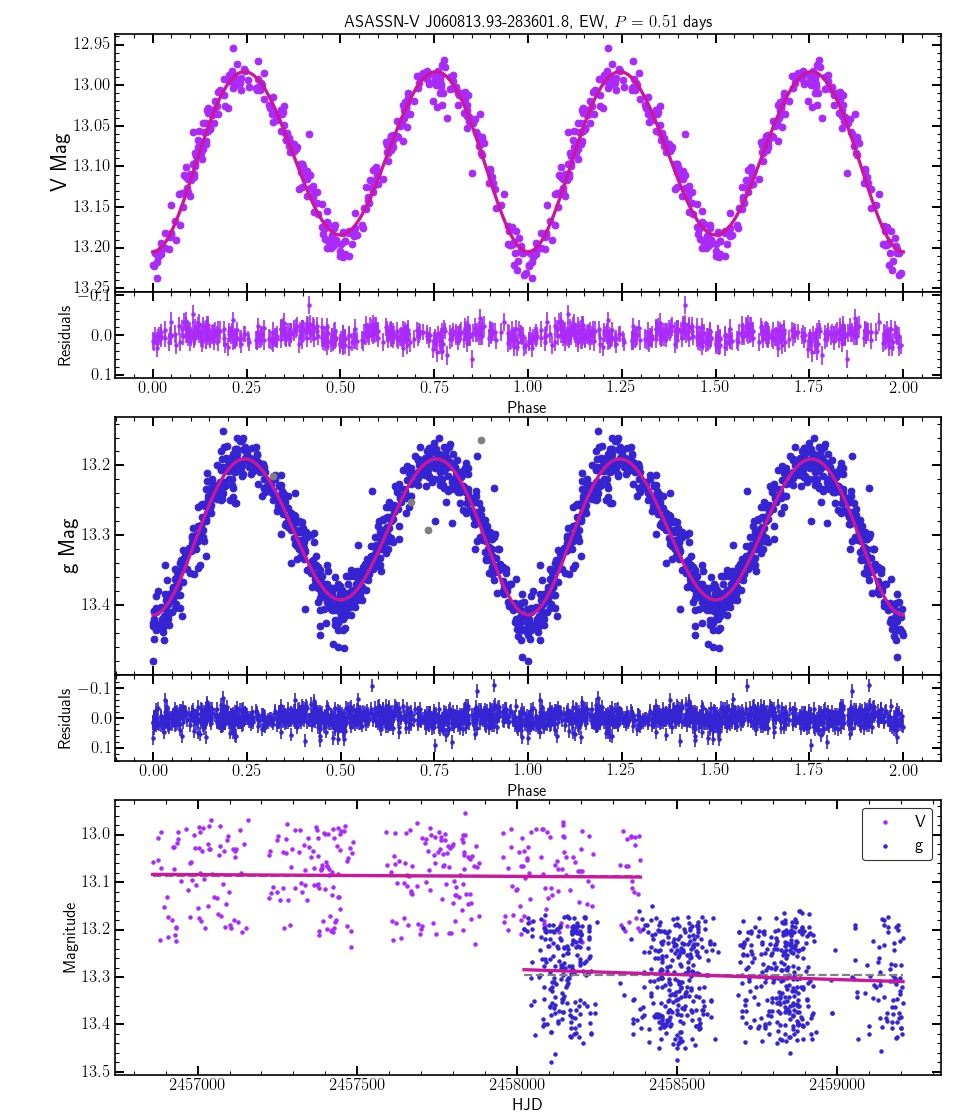 ASASSN-V J060813.93-283601.8, EW, P = 0.51 days
12.95
13.00
13.05
13.10
13.15
13.20
13.25
V Mag
−0.1
0.0
0.1
Residuals
0.00 0.25 0.50 0.75 1.00 1.25 1.50 1.75 2.00
Phase
13.2
13.3
13.4
g Mag
−0.1
0.0
0.1
Residuals
0.00 0.25 0.50 0.75 1.00 1.25 1.50 1.75 2.00
Phase
13.0
13.1
13.2
13.3
13.4
13.5
Magnitude
V
g
2457000 2457500 2458000 2458500 2459000
HJD